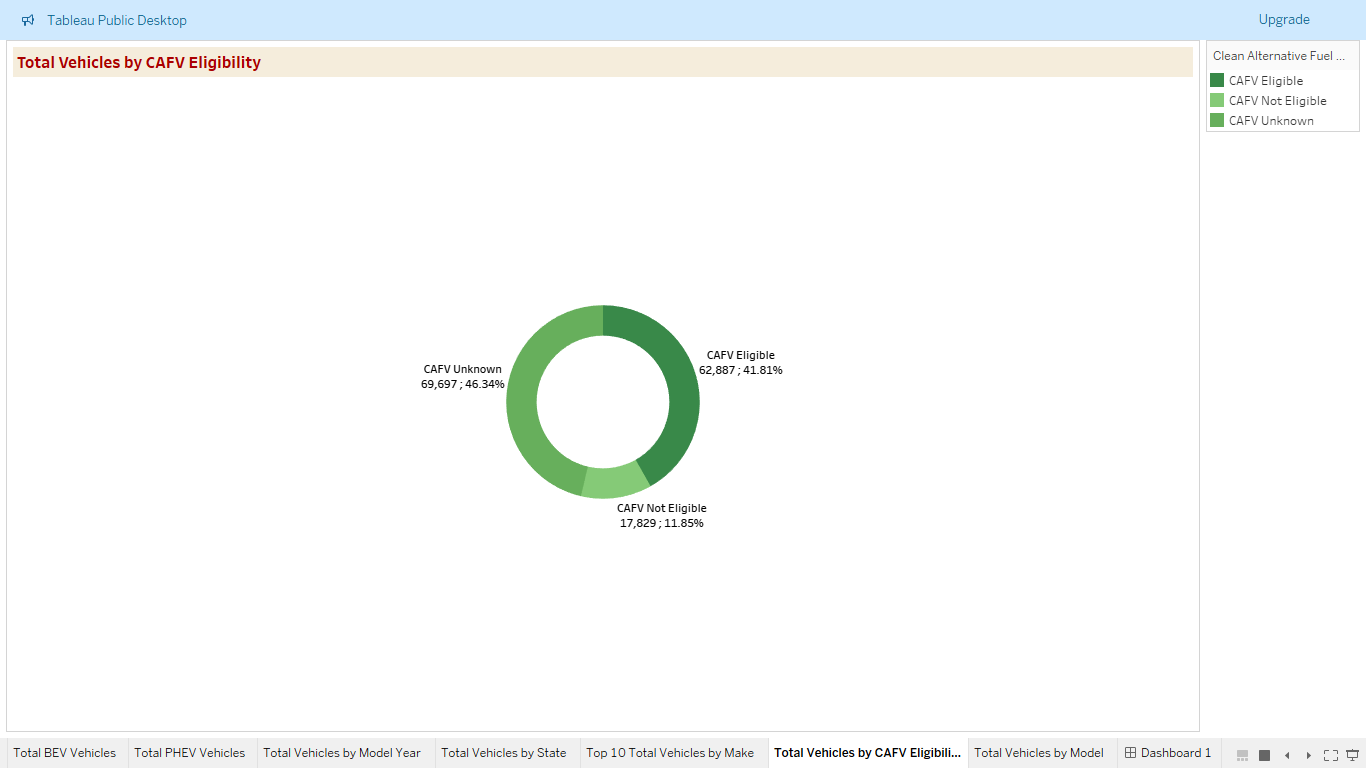 Tableau Public Desktop
Upgrade
Total Vehicles by CAFV Eligibility
Clean Alternative Fuel ...
CAFV Eligible
CAFV Not Eligible
CAFV Unknown
CAFV Eligible
62,887 ; 41.81%
CAFV Unknown
69,697 ; 46.34%
CAFV Not Eligible
17,829 ; 11.85%
Total BEV Vehicles
Total PHEV Vehicles
Total Vehicles by Model Year
Total Vehicles by State
Top 10 Total Vehicles by Make
Total Vehicles by CAFV Eligibili...
Total Vehicles by Model
Dashboard 1